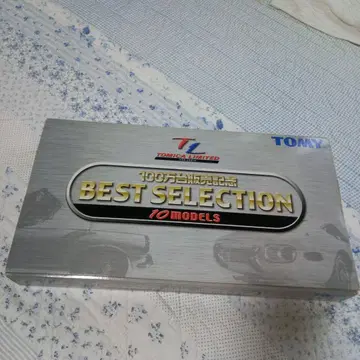 TL
TOMICA LIMITED
TOMY
100万台販売記念
BEST SELECTION
10 MODELS